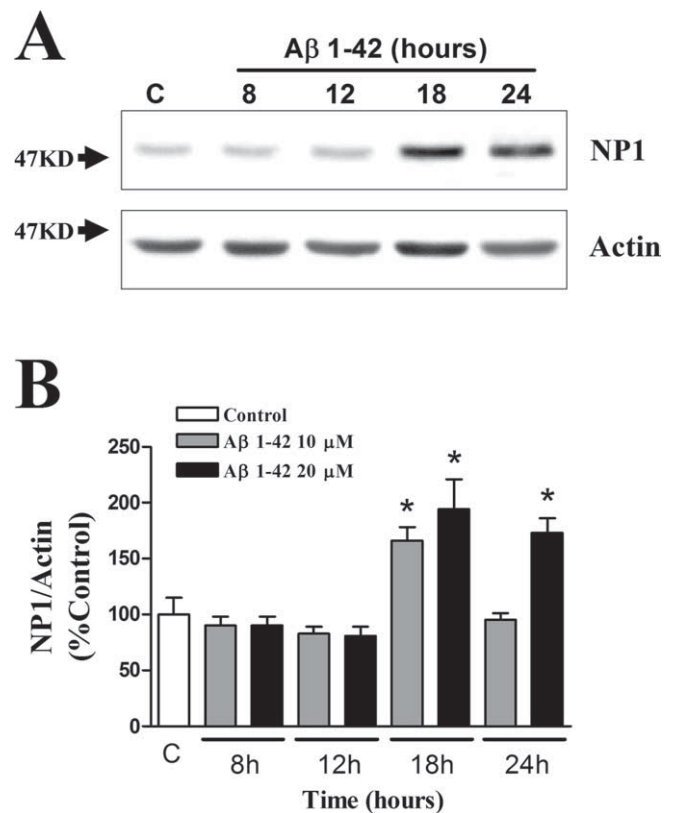 A
Aβ 1-42 (hours)
C 8 12 18 24
47KD NP1
47KD Actin
B
Control
Aβ 1-42 10 μM
Aβ 1-42 20 μM
NP1/Actin
(%Control)
250
200
150
100
50
0
* * *
C 8h 12h 18h 24h
Time (hours)